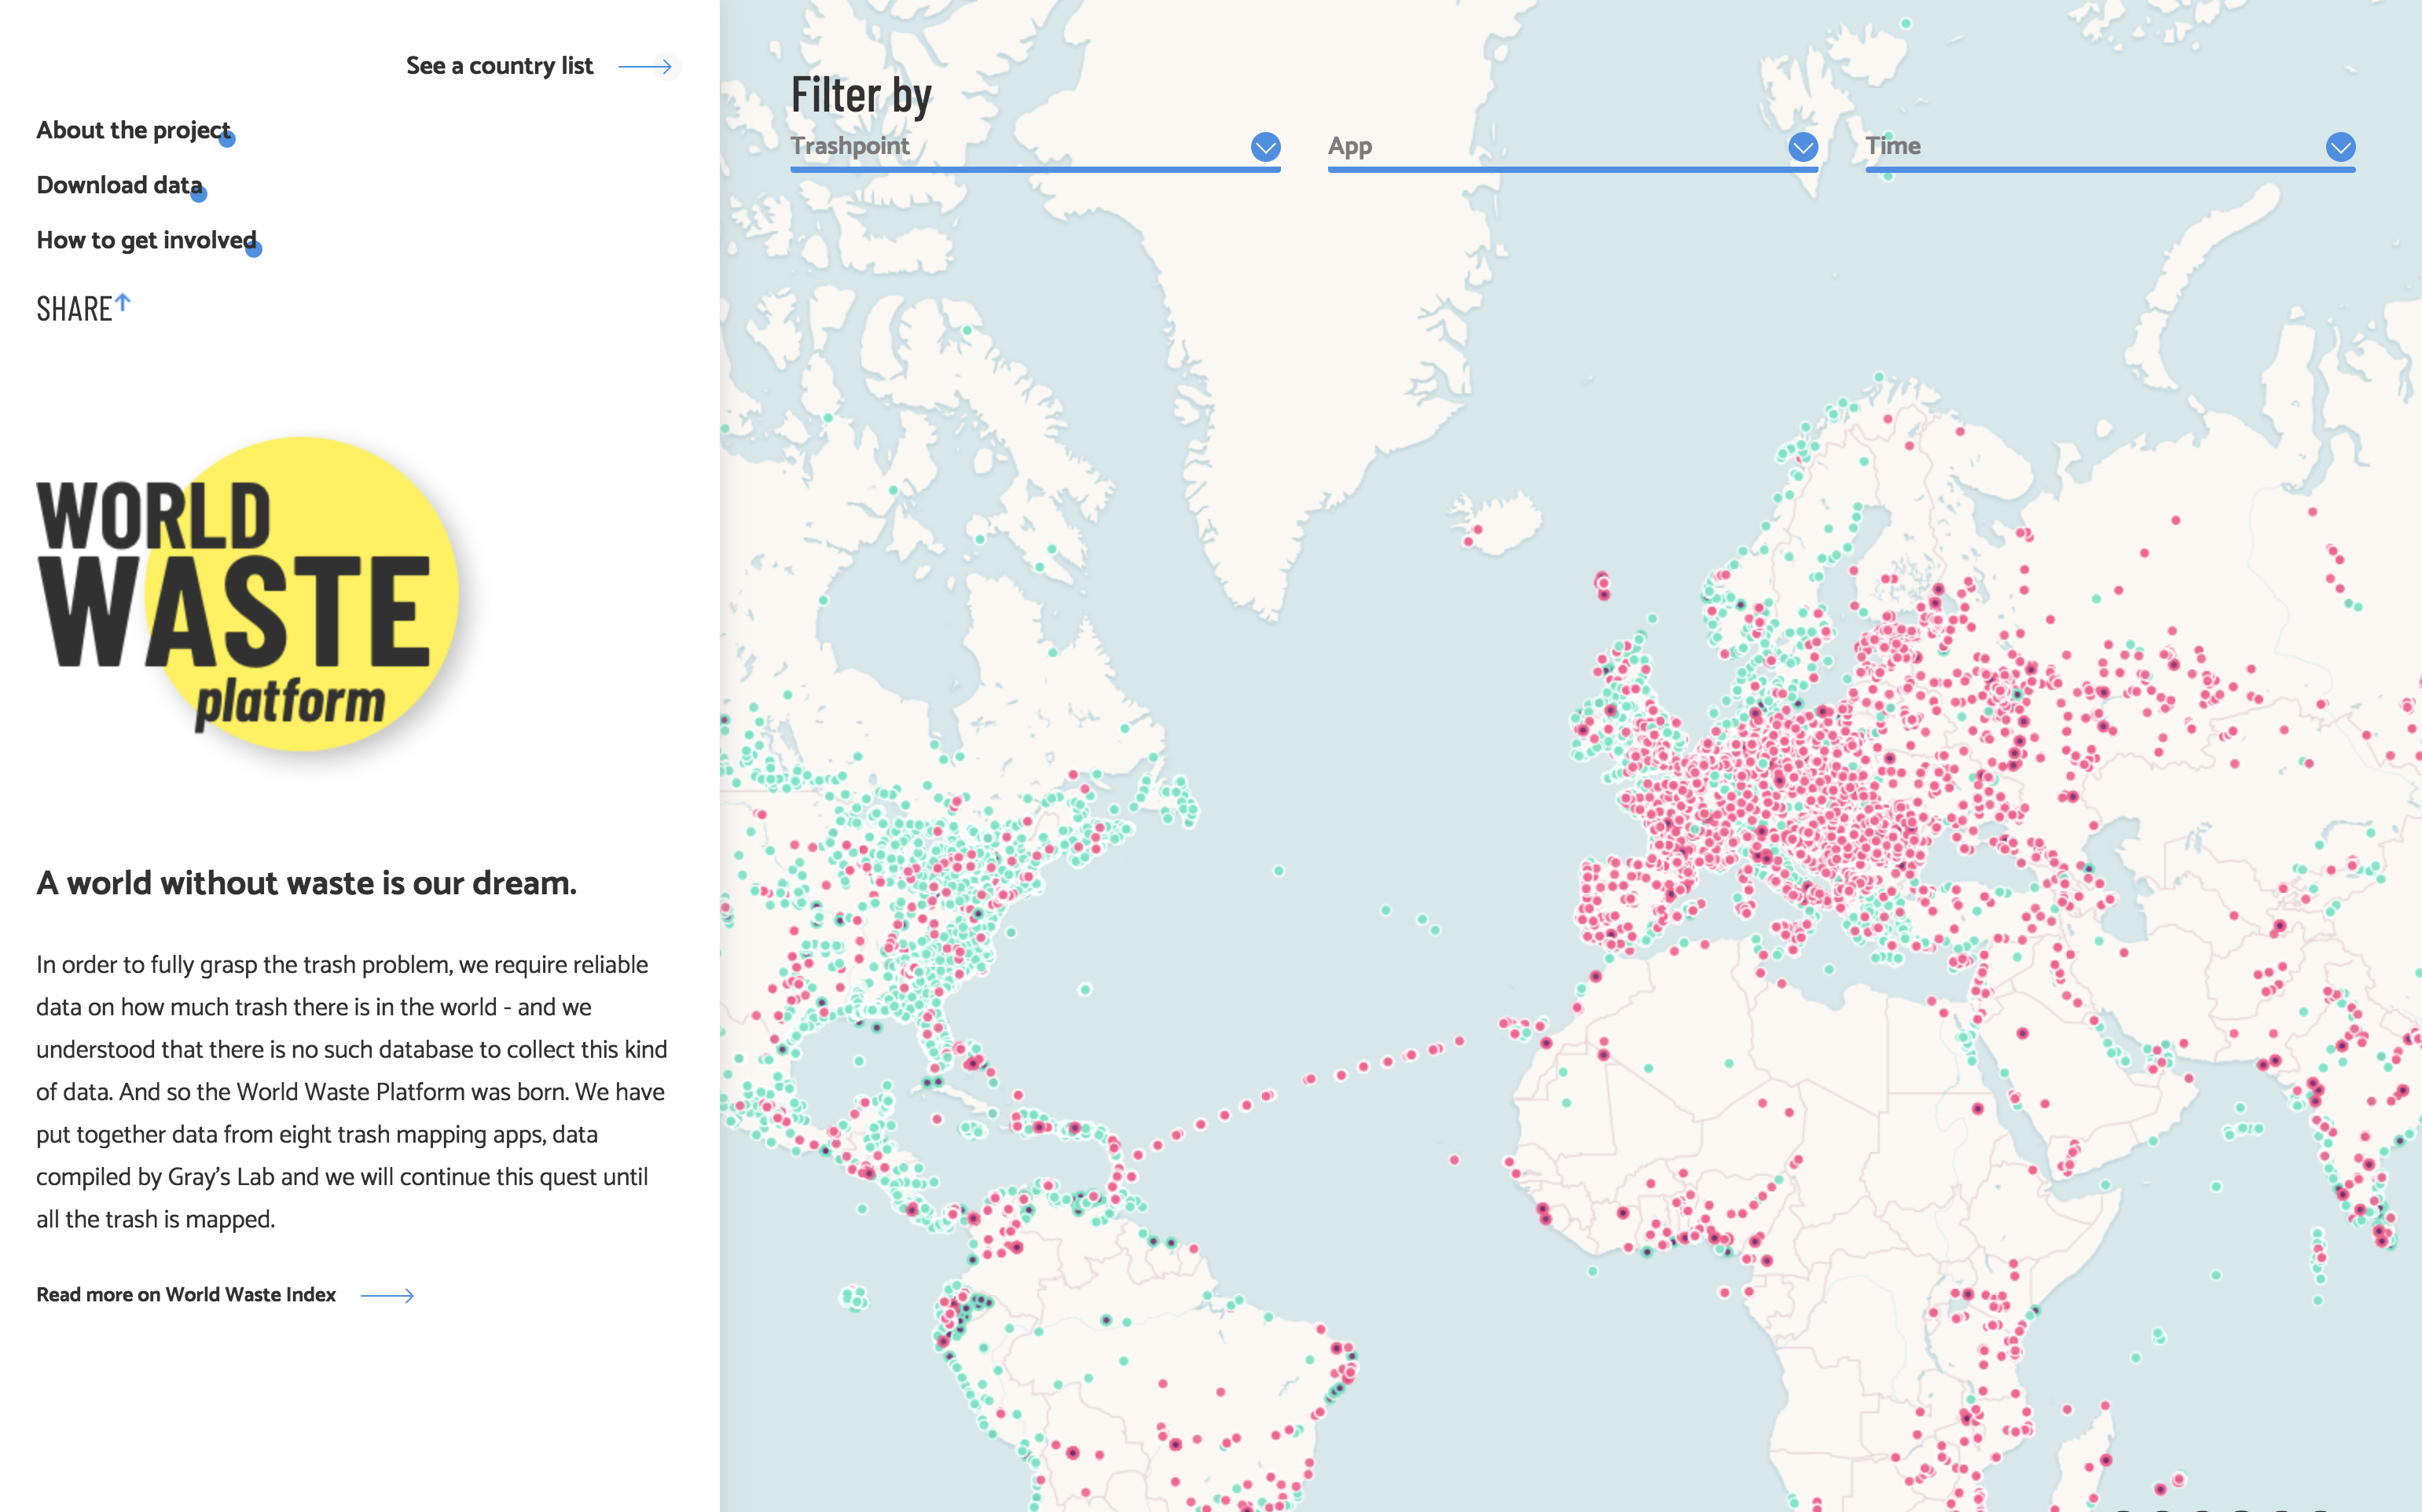 See a country list
About the project
Download data
How to get involved
SHARE
WORLD
WASTE
platform
A world without waste is our dream.
In order to fully grasp the trash problem, we require reliable
data on how much trash there is in the world - and we
understood that there is no such database to collect this kind
of data. And so the World Waste Platform was born. We have
put together data from eight trash mapping apps, data
compiled by Gray's Lab and we will continue this quest until
all the trash is mapped.
Read more on World Waste Index
Filter by
Trashpoint
App
Time